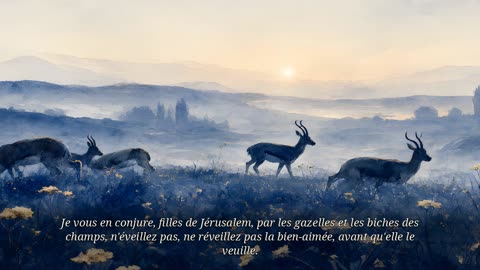 Je vous en conjure, filles de Jérusalem, par les gazelles et les biches des
champs, n'éveillez pas, ne réveillez pas la bien-aimée, avant qu'elle le
veuille.